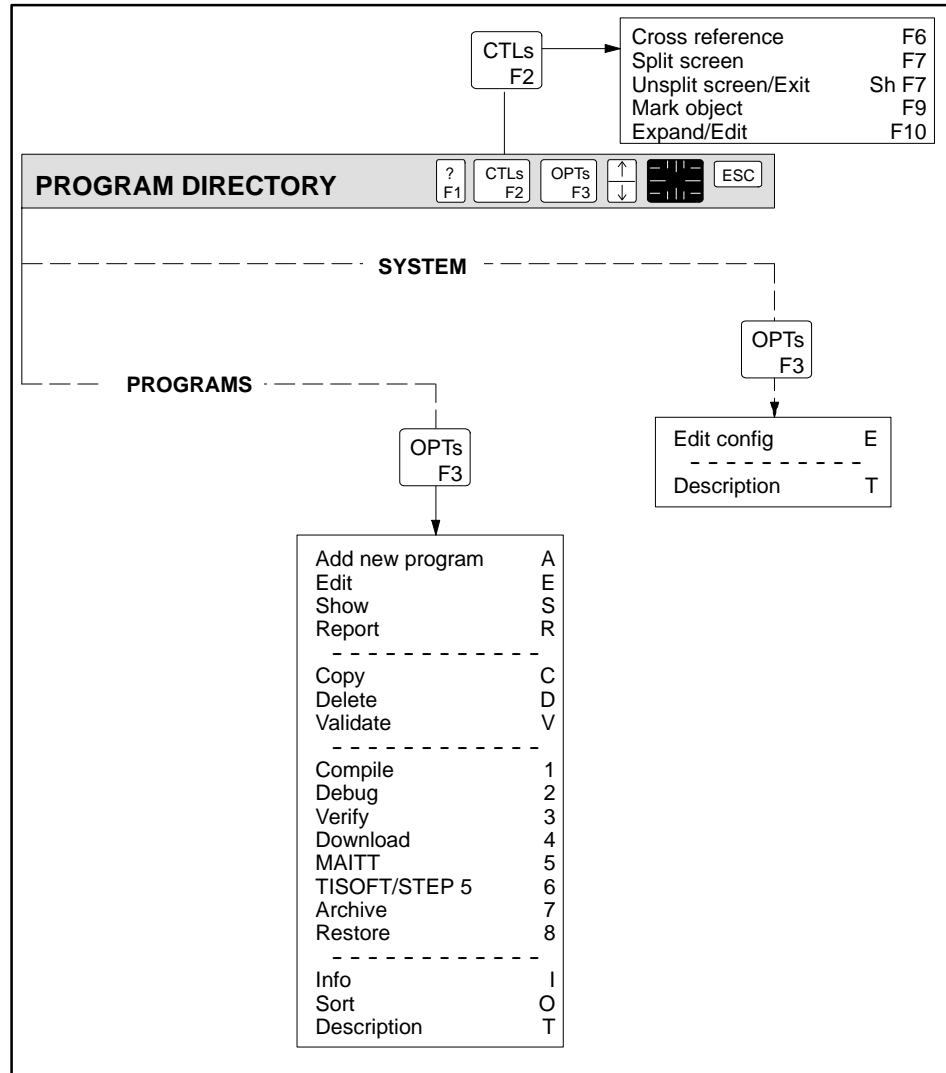 CTLs
F2
Cross reference F6
Split screen F7
Unsplit screen/Exit Sh F7
Mark object F9
Expand/Edit F10
PROGRAM DIRECTORY
?
F1
CTLs
F2
OPTs
F3
↑
↓
ESC
SYSTEM
OPTs
F3
Edit config E
Description T
PROGRAMS
OPTs
F3
Add new program A
Edit E
Show S
Report R
Copy C
Delete D
Validate V
Compile 1
Debug 2
Verify 3
Download 4
MAITT 5
TISOFT/STEP 5 6
Archive 7
Restore 8
Info I
Sort O
Description T